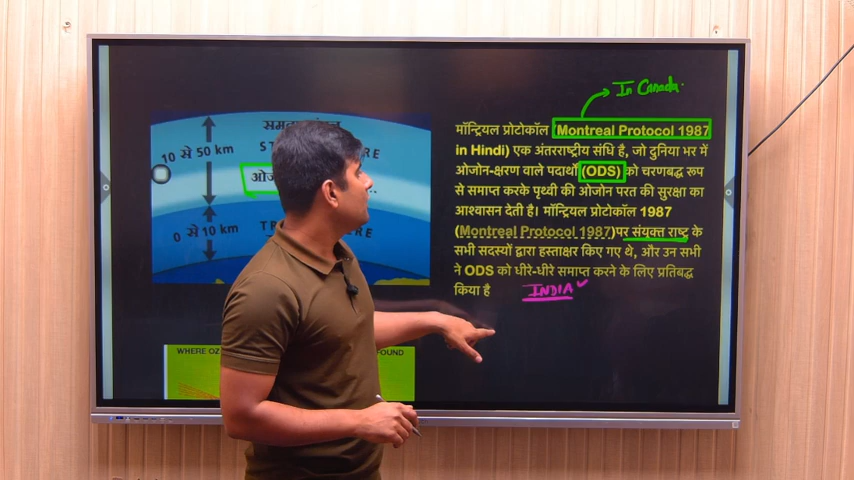 In Canada.
मॉन्ट्रियल प्रोटोकॉल (Montreal Protocol 1987
in Hindi) एक अंतरराष्ट्रीय संधि है, जो दुनिया भर में
ओजोन-क्षरण वाले पदार्थों (ODS) को चरणबद्ध रूप
से समाप्त करके पृथ्वी की ओजोन परत की सुरक्षा का
आश्वासन देती है। मॉन्ट्रियल प्रोटोकॉल 1987
(Montreal Protocol 1987)पर संयुक्त राष्ट्र के
सभी सदस्यों द्वारा हस्ताक्षर किए गए थे, और उन सभी
ने ODS को धीरे-धीरे समाप्त करने के लिए प्रतिबद्ध
किया है
INDIA
10 से 50 km
0 से 10 km
WHERE
FOUND